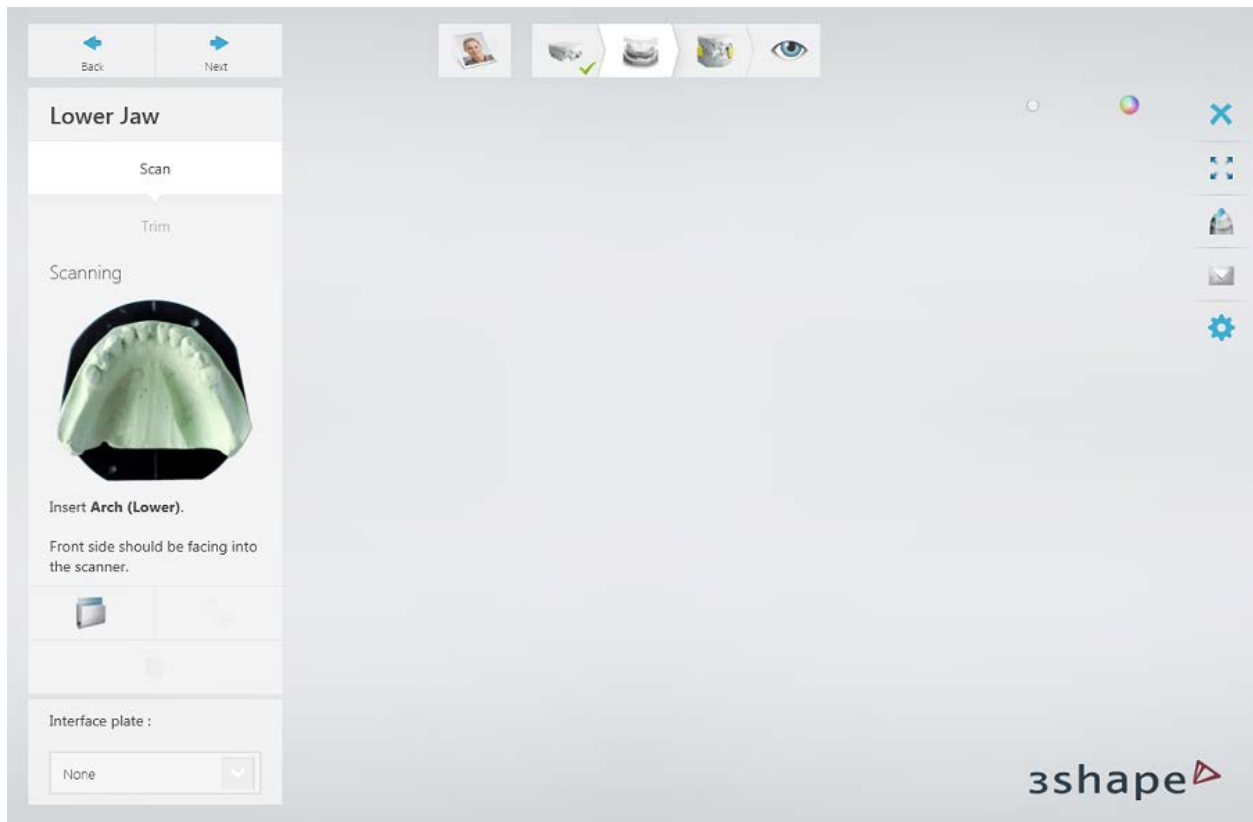 Back
Next
Lower Jaw
Scan
Trim
Scanning
Insert Arch (Lower).
Front side should be facing into
the scanner.
Interface plate :
None
3shape